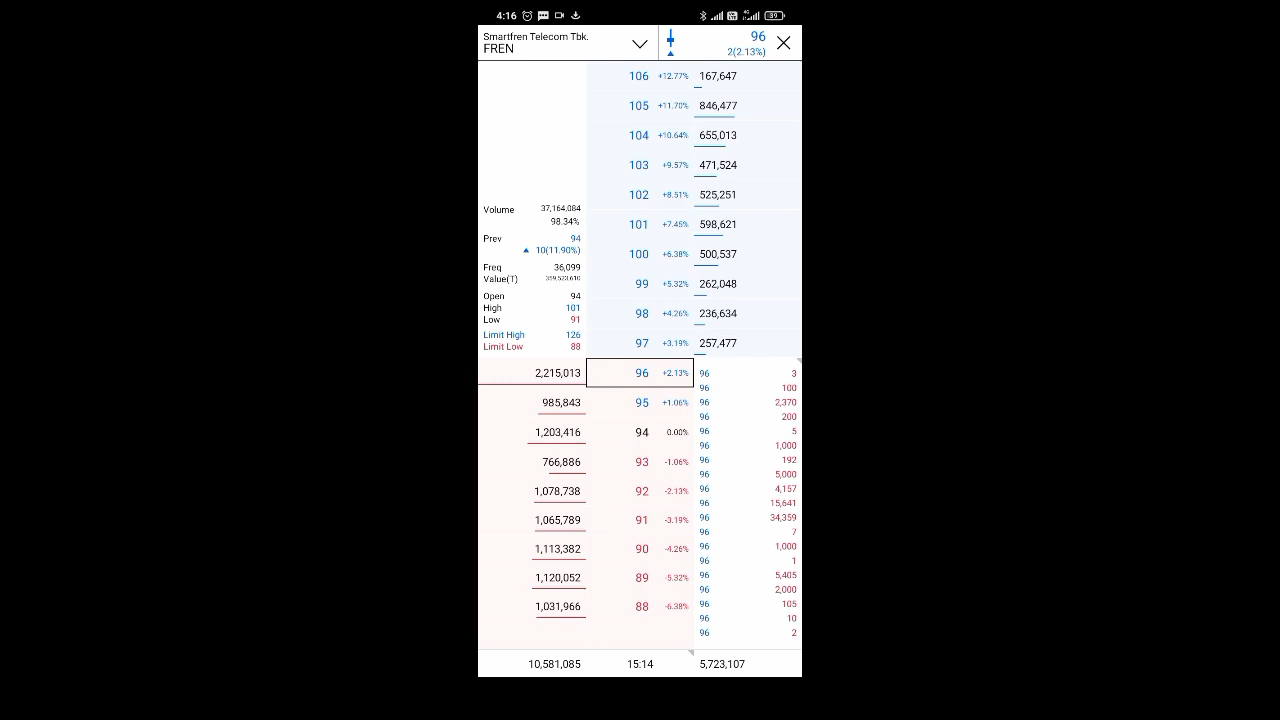 4:16 89
Smartfren Telecom Tbk.
FREN
96
2(2.13%)
106 +12.77% 167,647
105 +11.70% 846,477
104 +10.64% 655,013
103 +9.57% 471,524
102 +8.51% 525,251
101 +7.45% 598,621
100 +6.38% 500,537
99 +5.32% 262,048
98 +4.26% 236,634
97 +3.19% 257,477
Volume 37,164,084
98.34%
Prev 94
▲ 10(11.90%)
Freq 36,099
Value(T) 359,523,610
Open 94
High 101
Low 91
Limit High 126
Limit Low 88
2,215,013 96 +2.13%
985,843 95 +1.06%
1,203,416 94 0.00%
766,886 93 -1.06%
1,078,738 92 -2.13%
1,065,789 91 -3.19%
1,113,382 90 -4.26%
1,120,052 89 -5.32%
1,031,966 88 -6.38%
96 3
96 100
96 2,370
96 200
96 5
96 1,000
96 192
96 5,000
96 4,157
96 15,641
96 34,359
96 7
96 1,000
96 1
96 5,405
96 2,000
96 105
96 10
96 2
10,581,085 15:14 5,723,107